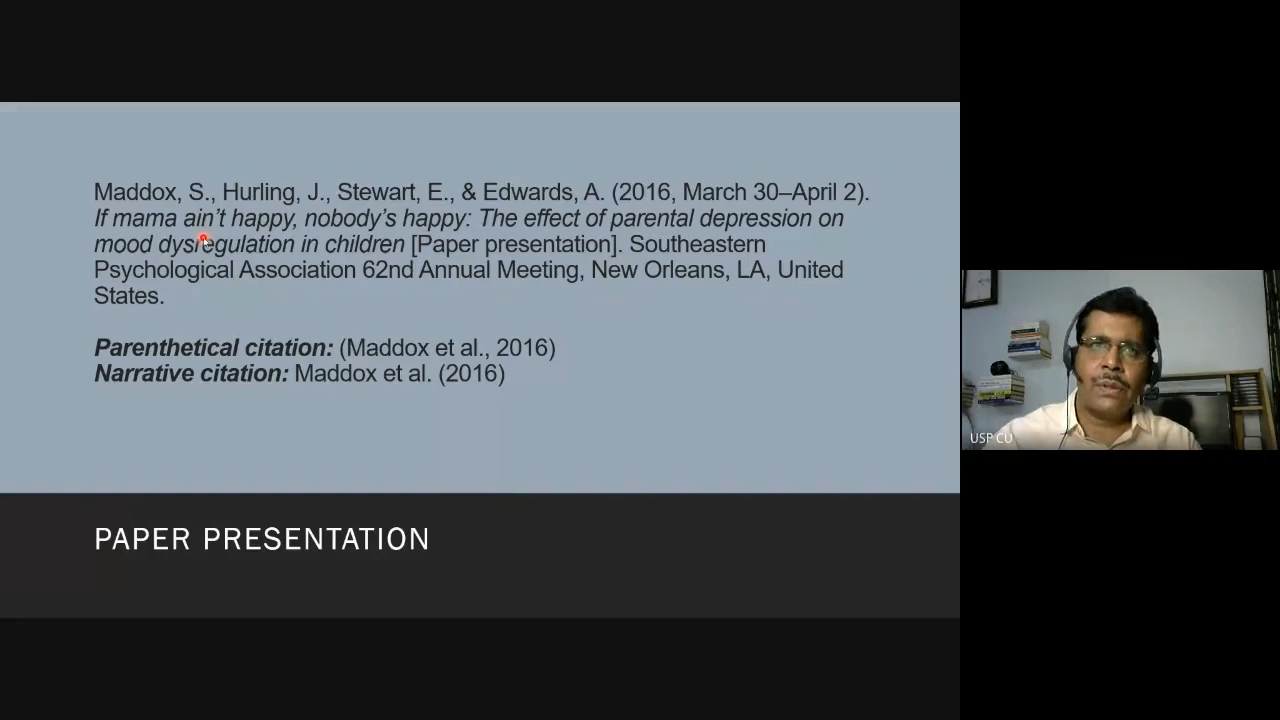 Maddox, S., Hurling, J., Stewart, E., & Edwards, A. (2016, March 30–April 2).
If mama ain’t happy, nobody’s happy: The effect of parental depression on
mood dysregulation in children [Paper presentation]. Southeastern
Psychological Association 62nd Annual Meeting, New Orleans, LA, United
States.
Parenthetical citation: (Maddox et al., 2016)
Narrative citation: Maddox et al. (2016)
PAPER PRESENTATION
USP CU